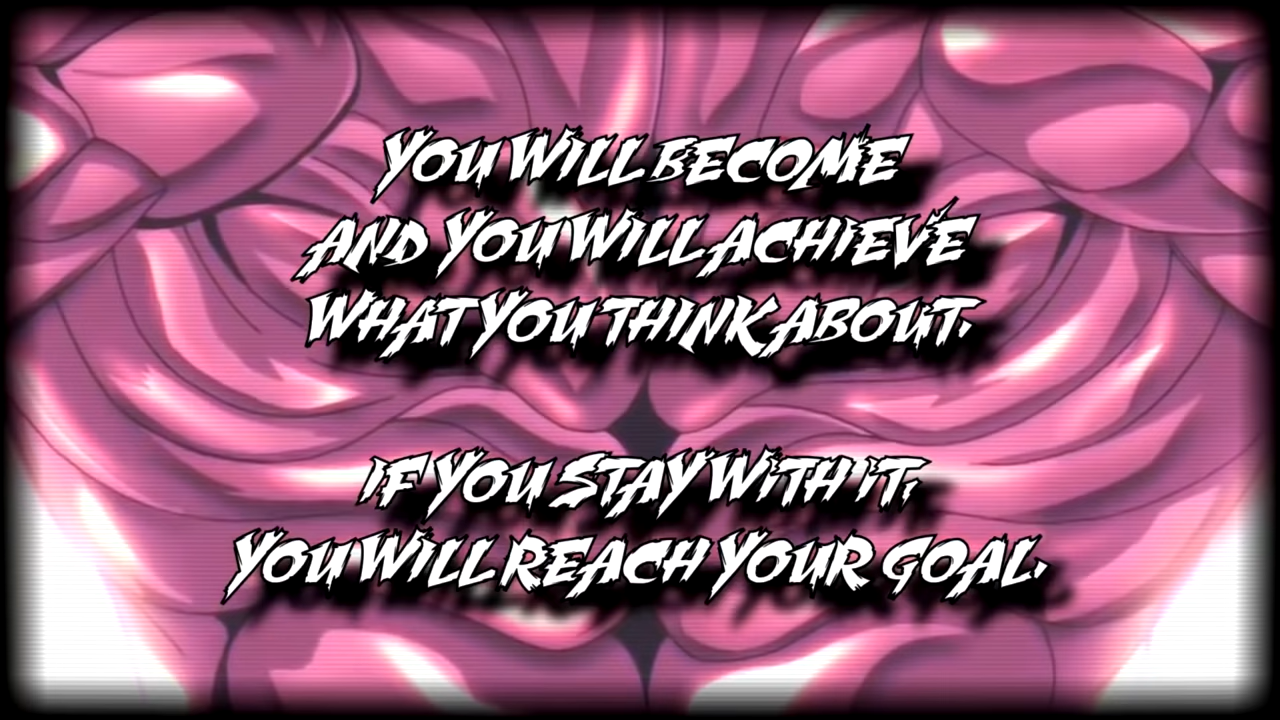 YOU WILL BECOME
AND YOU WILL ACHIEVE
WHAT YOU THINK ABOUT.
IF YOU STAY WITH IT,
YOU WILL REACH YOUR GOAL.